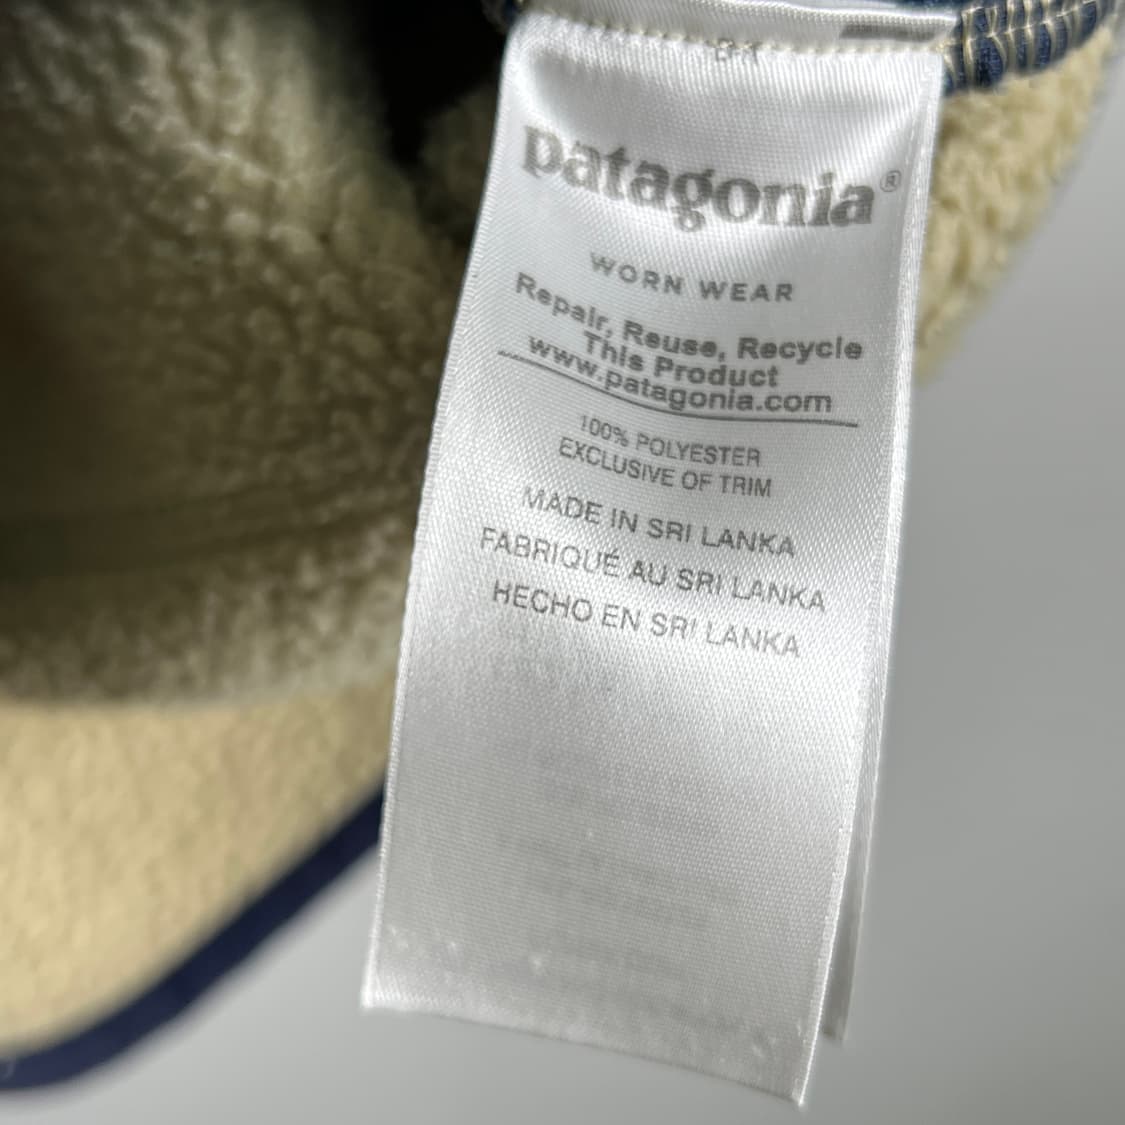 patagonia®
WORN WEAR
Repair, Reuse, Recycle
This Product
www.patagonia.com
100% POLYESTER
EXCLUSIVE OF TRIM
MADE IN SRI LANKA
FABRIQUÉ AU SRI LANKA
HECHO EN SRI LANKA